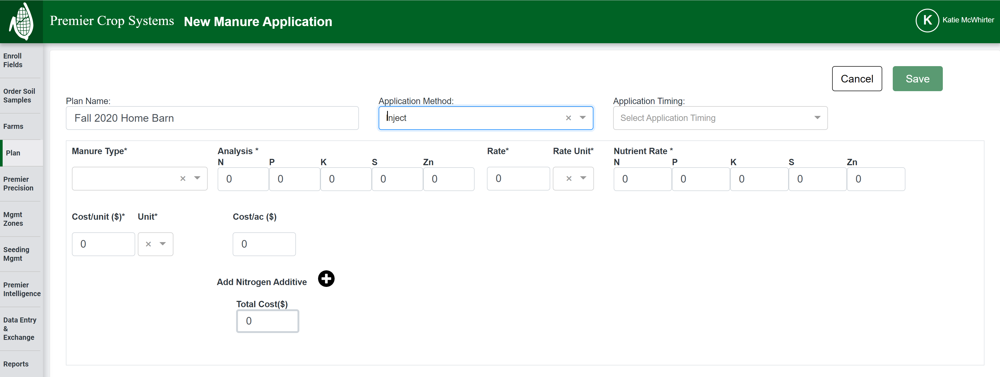 Premier Crop Systems New Manure Application
K Katie McWhirter
Enroll
Fields
Order Soil
Samples
Farms
Plan
Premier
Precision
Mgmt
Zones
Seeding
Mgmt
Premier
Intelligence
Data Entry
&
Exchange
Reports
Cancel Save
Plan Name: Application Method: Application Timing:
Fall 2020 Home Barn Inject × Select Application Timing
Manure Type* Analysis * Rate* Rate Unit* Nutrient Rate *
N P K S Zn N P K S Zn
× 0 0 0 0 0 0 × 0 0 0 0 0
Cost/unit ($)* Unit* Cost/ac ($)
0 × 0
Add Nitrogen Additive
Total Cost($)
0